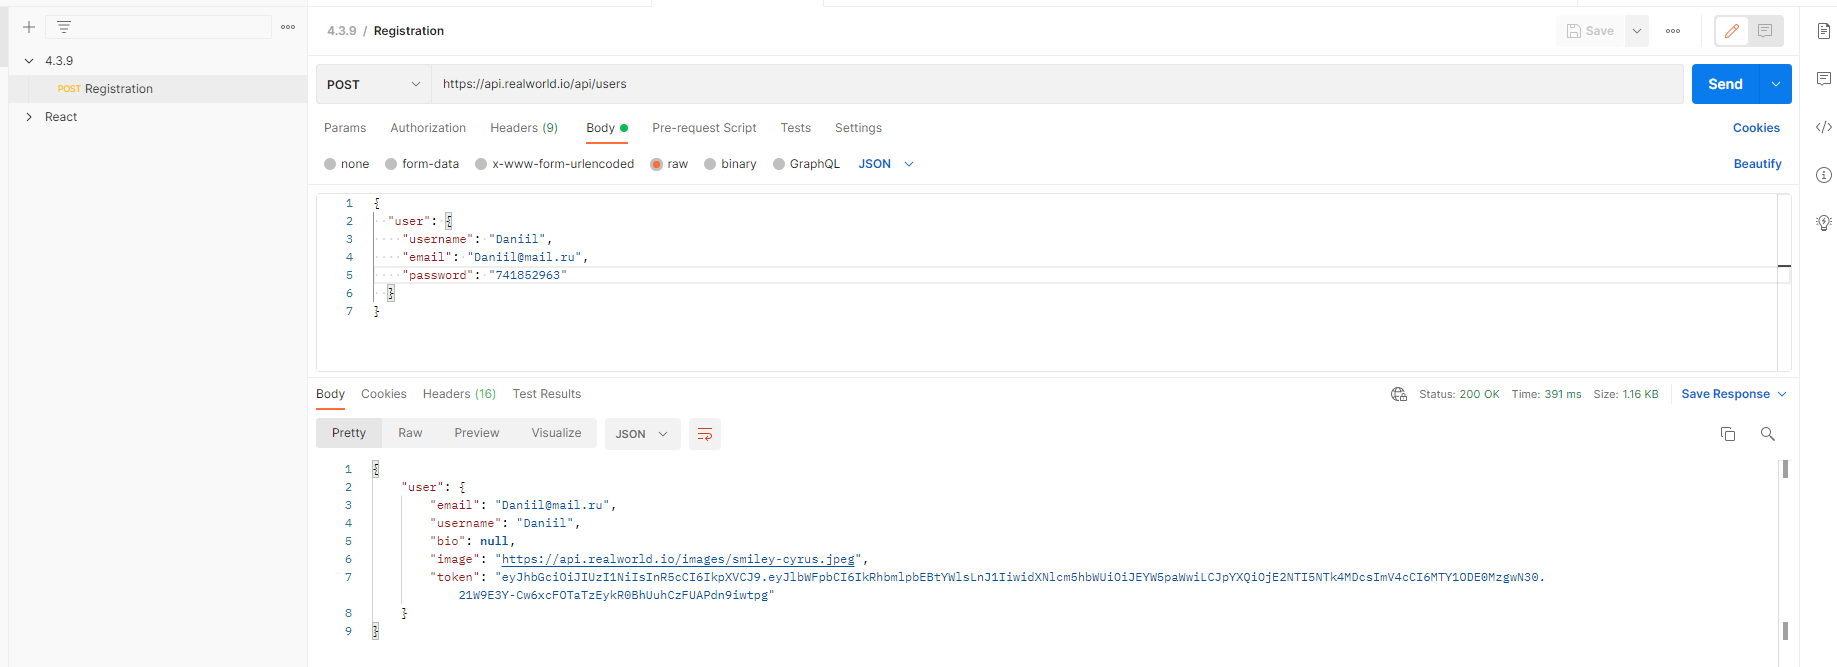 4.3.9 / Registration
Save
4.3.9
POST Registration
React
POST
https://api.realworld.io/api/users
Send
Params Authorization Headers (9) Body Pre-request Script Tests Settings
Cookies
none form-data x-www-form-urlencoded raw binary GraphQL JSON
Beautify
1 {
2 "user": {
3 "username": "Daniil",
4 "email": "Daniil@mail.ru",
5 "password": "741852963"
6 }
7 }
Body Cookies Headers (16) Test Results
Status: 200 OK Time: 391 ms Size: 1.16 KB Save Response
Pretty Raw Preview Visualize JSON
1 {
2 "user": {
3 "email": "Daniil@mail.ru",
4 "username": "Daniil",
5 "bio": null,
6 "image": "https://api.realworld.io/images/smiley-cyrus.jpeg",
7 "token": "eyJhbGciOiJIUzI1NiIsInR5cCI6IkpXVCJ9.eyJlbWFpbCI6IkRhbmlpbEBtYWlsLnJ1IiwidXNlcm5hbWUiOiJEYW5paWwiLCJpYXQiOjE2NTI5NTk4MDcsImV4cCI6MTY1ODE0MzgwN30.
21W9E3Y-Cw6xcFOTaTzEykR0BhUuhCzFUAPdn9iwtpg"
8 }
9 }